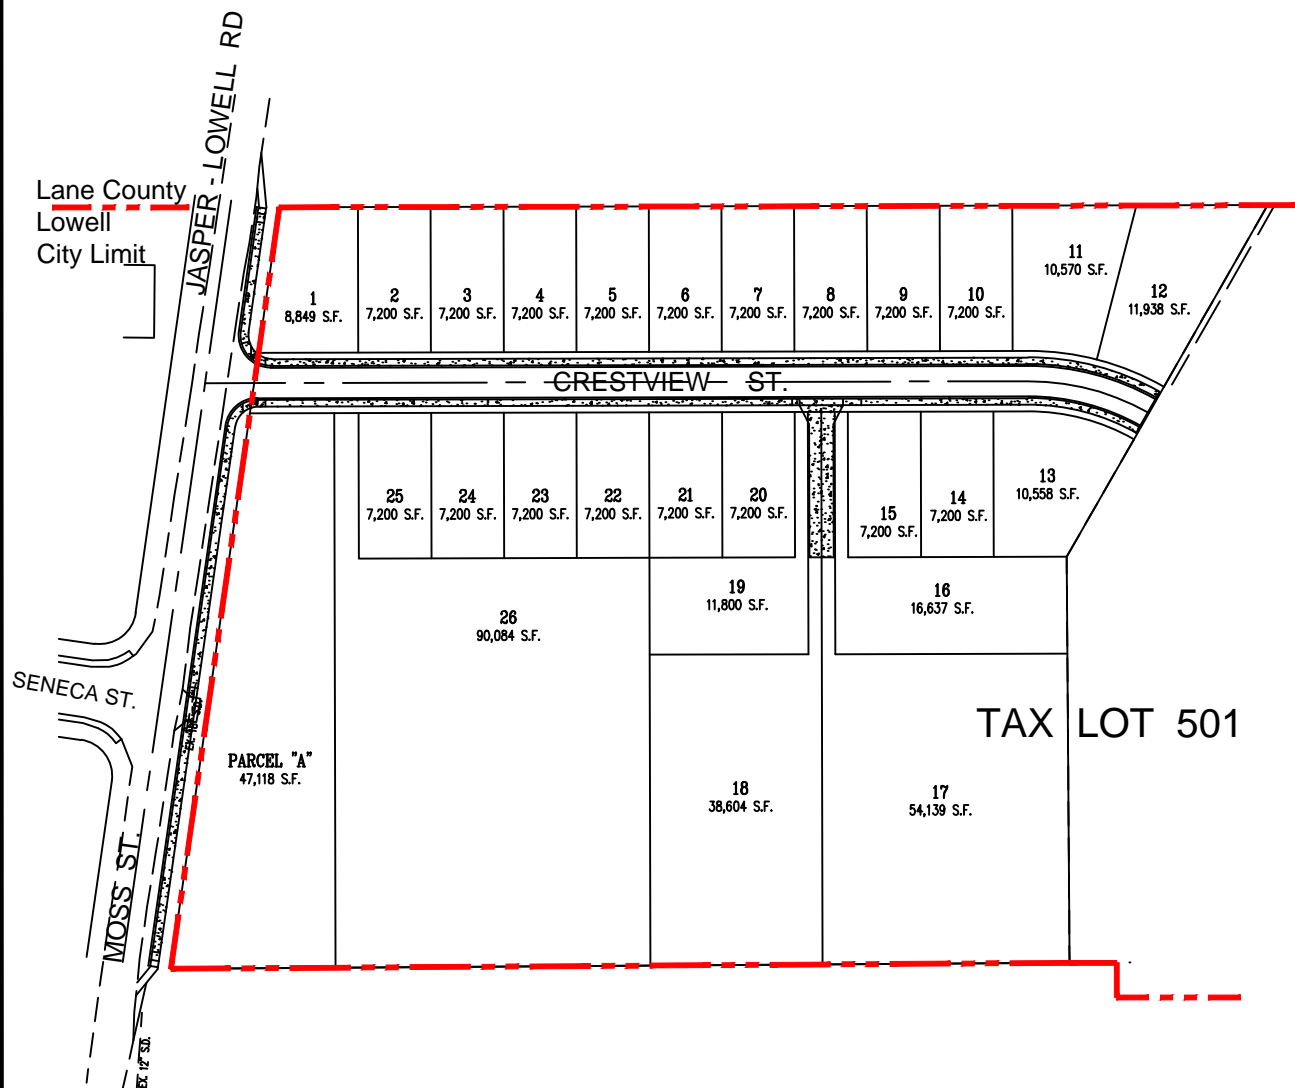 JASPER - LOWELL RD
Lane County
Lowell
City Limit
1
8,849 S.F.
2
7,200 S.F.
3
7,200 S.F.
4
7,200 S.F.
5
7,200 S.F.
6
7,200 S.F.
7
7,200 S.F.
8
7,200 S.F.
9
7,200 S.F.
10
7,200 S.F.
11
10,570 S.F.
12
11,938 S.F.
CRESTVIEW ST.
25
7,200 S.F.
24
7,200 S.F.
23
7,200 S.F.
22
7,200 S.F.
21
7,200 S.F.
20
7,200 S.F.
15
7,200 S.F.
14
7,200 S.F.
13
10,558 S.F.
26
90,084 S.F.
19
11,800 S.F.
16
16,637 S.F.
SENECA ST.
TAX LOT 501
PARCEL "A"
47,118 S.F.
18
38,604 S.F.
17
54,139 S.F.
MOSS ST.
EX. 12" S.D.